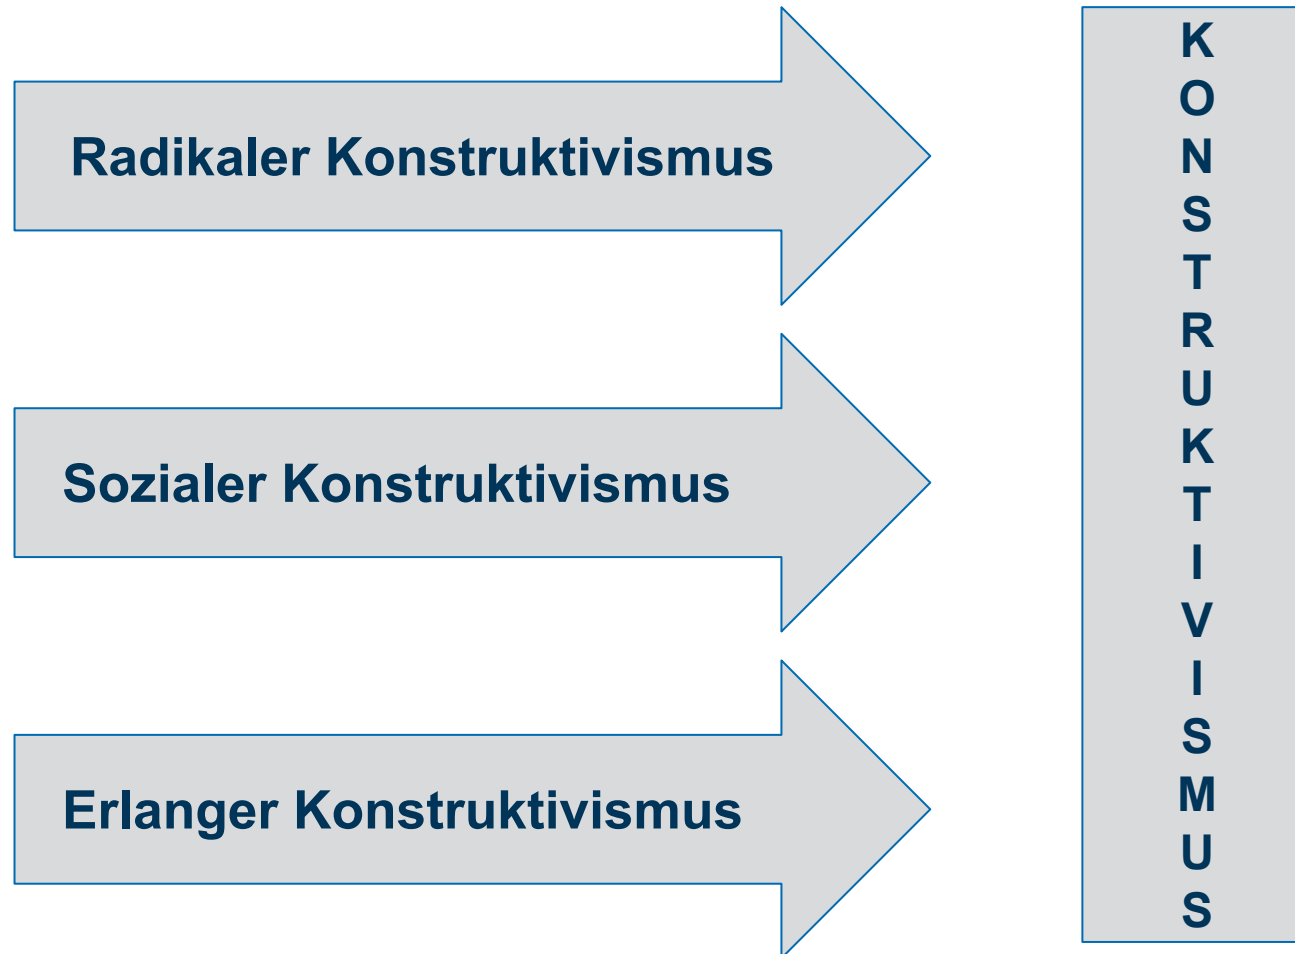 Radikaler Konstruktivismus
Sozialer Konstruktivismus
Erlanger Konstruktivismus
K
O
N
S
T
R
U
K
T
I
V
I
S
M
U
S